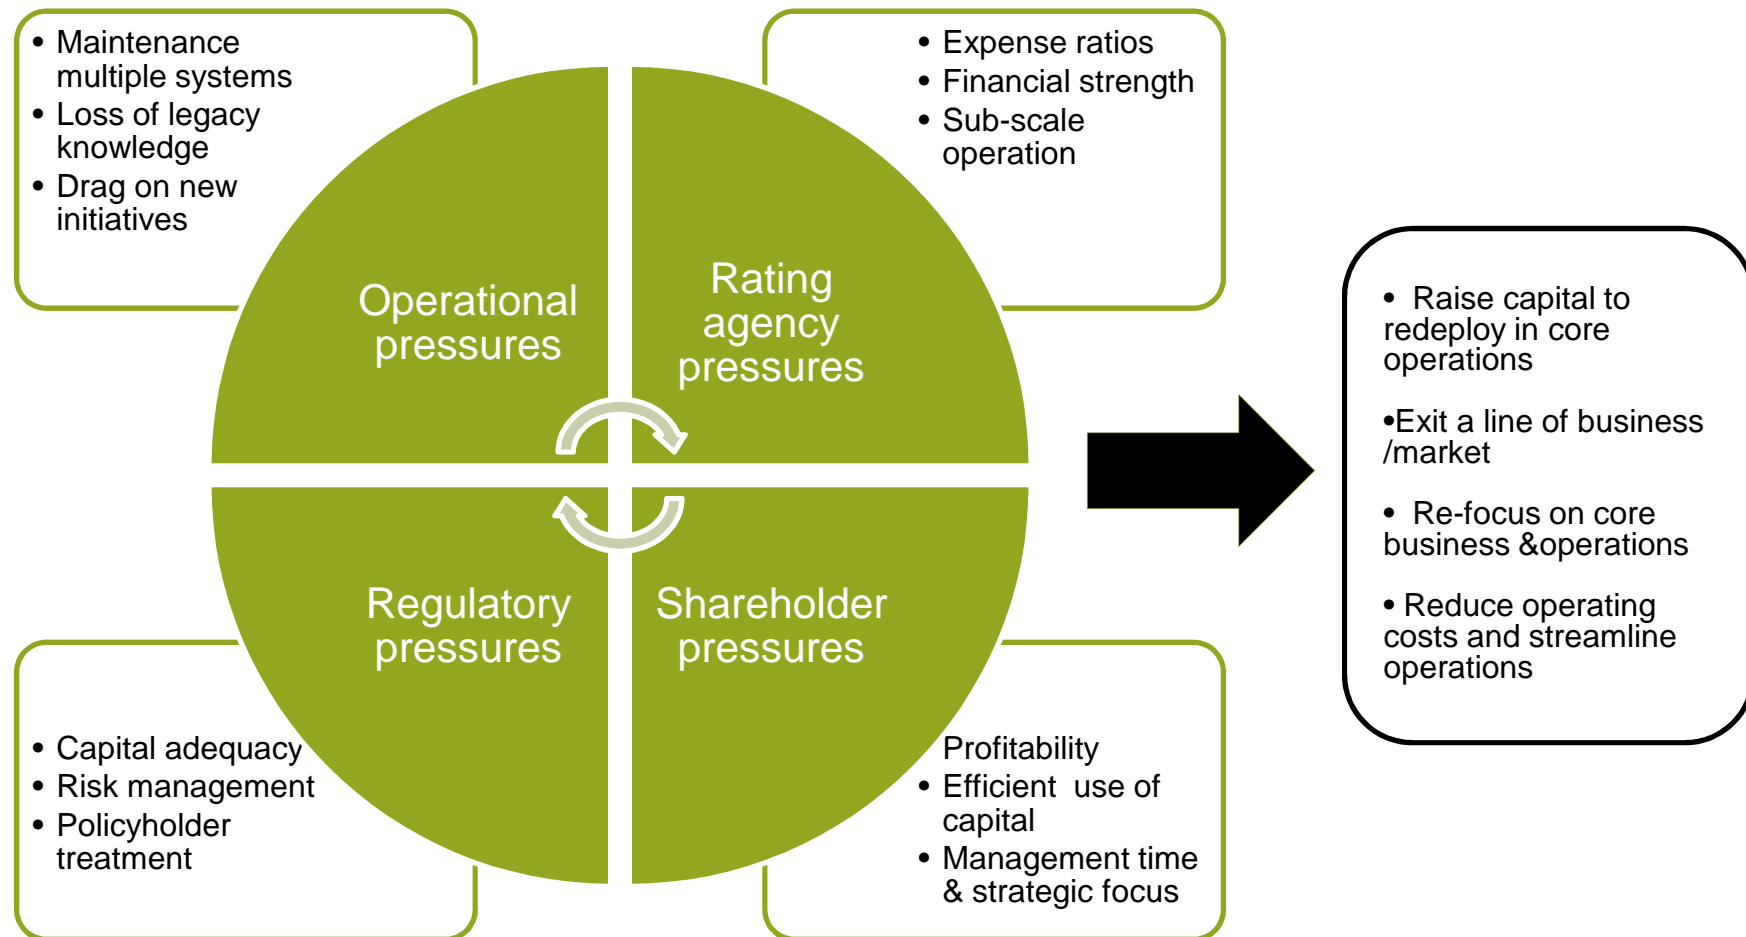 • Maintenance
multiple systems
• Loss of legacy
knowledge
• Drag on new
initiatives
• Expense ratios
• Financial strength
• Sub-scale
operation
Operational
pressures
Rating
agency
pressures
Regulatory
pressures
Shareholder
pressures
• Capital adequacy
• Risk management
• Policyholder
treatment
Profitability
• Efficient  use of
capital
• Management time
& strategic focus
•  Raise capital to
redeploy in core
operations
•Exit a line of business
/market
•  Re-focus on core
business &operations
• Reduce operating
costs and streamline
operations